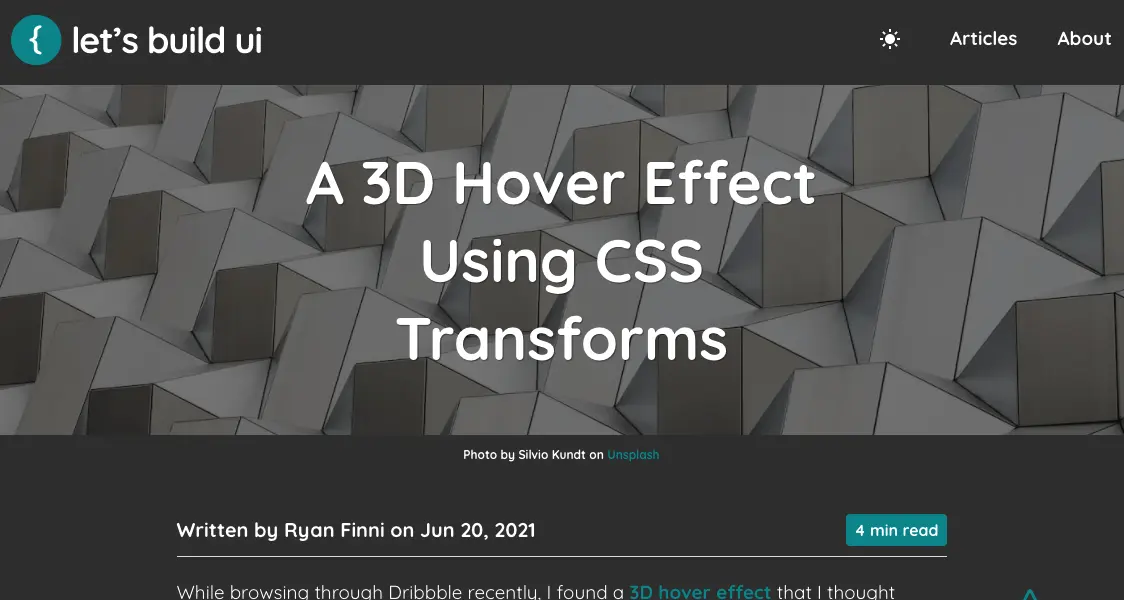 { let's build ui
Articles
About
A 3D Hover Effect
Using CSS
Transforms
Photo by Silvio Kundt on Unsplash
Written by Ryan Finni on Jun 20, 2021
4 min read
While browsing through Dribbble recently, I found a 3D hover effect that I thought